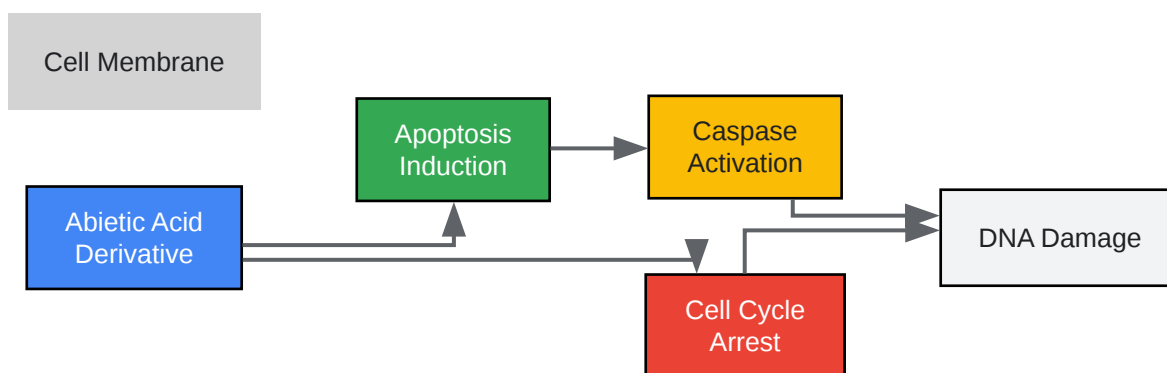 Cell Membrane
Apoptosis
Induction
Caspase
Activation
Abietic Acid
Derivative
DNA Damage
Cell Cycle
Arrest